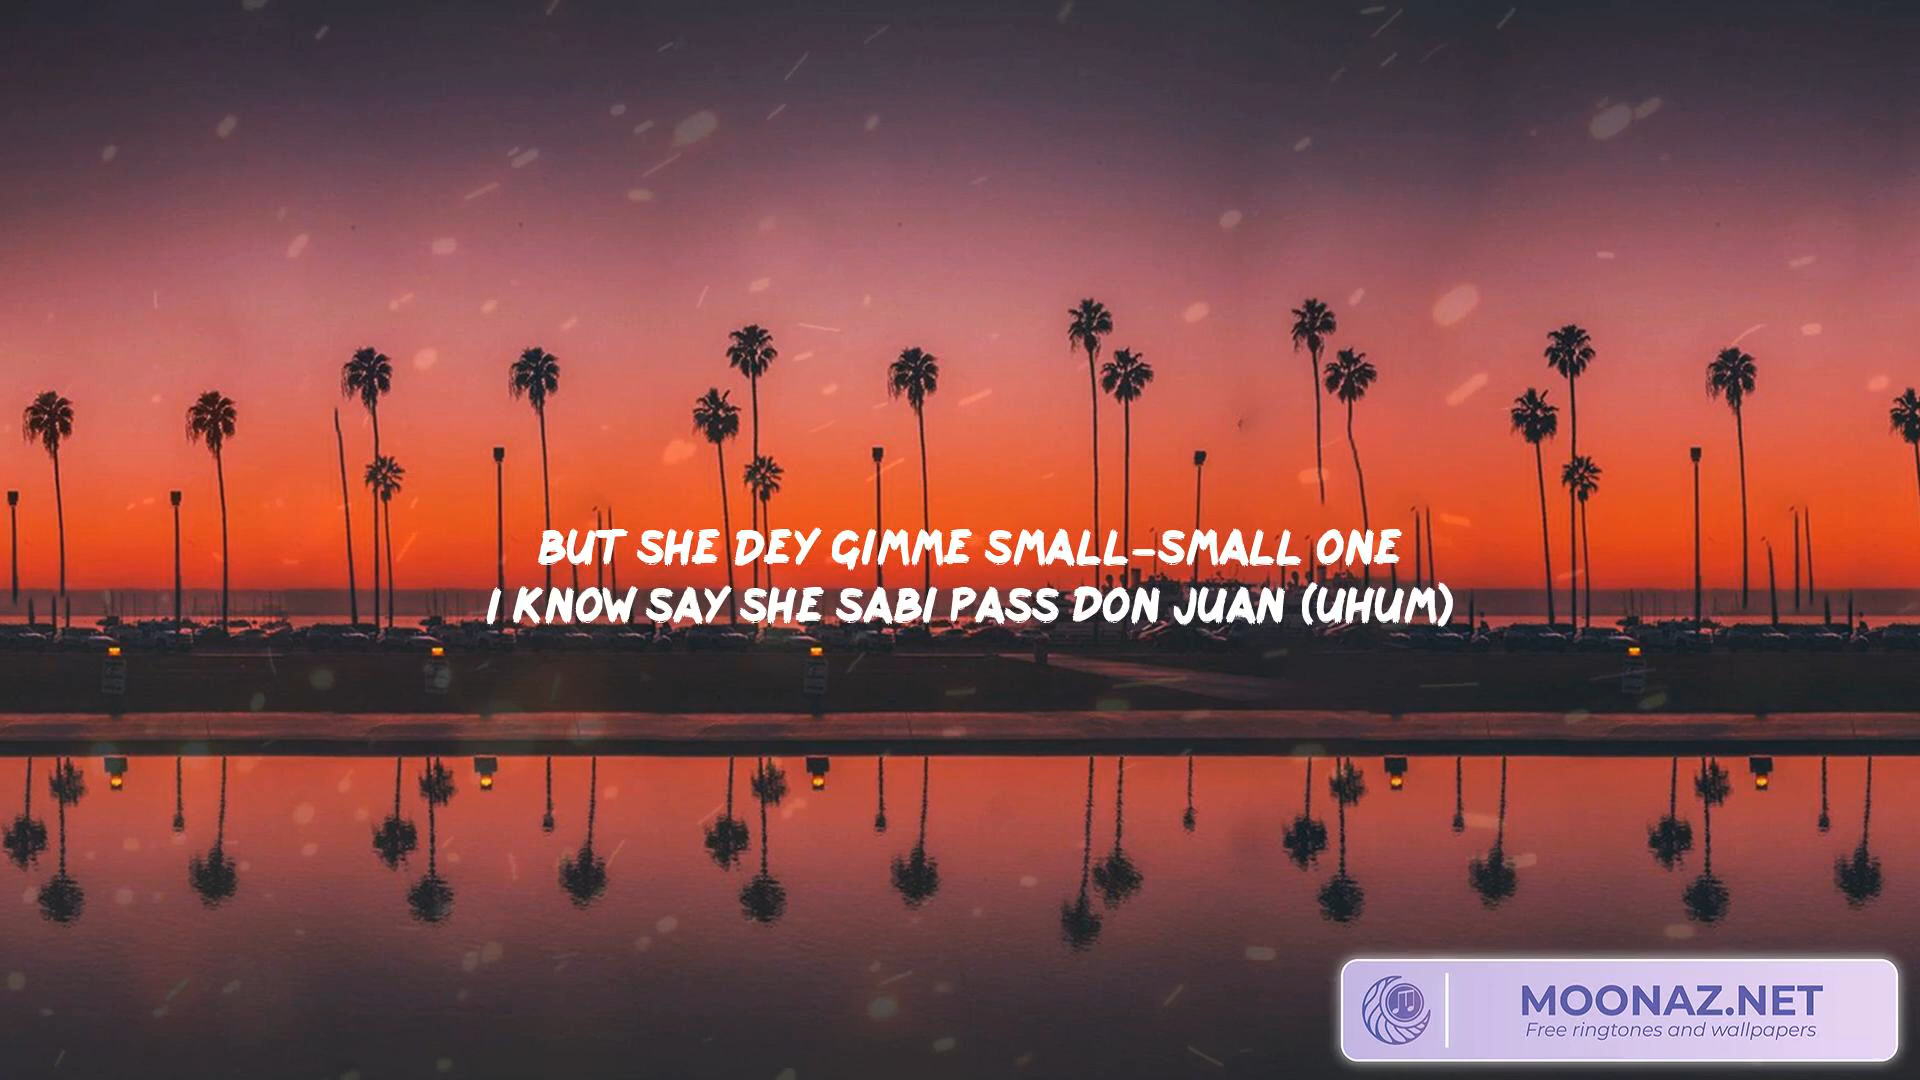 BUT SHE DEY GIMME SMALL-SMALL ONE
I KNOW SAY SHE SABI PASS DON JUAN (UHUM)
MOONAZ.NET
Free ringtones and wallpapers